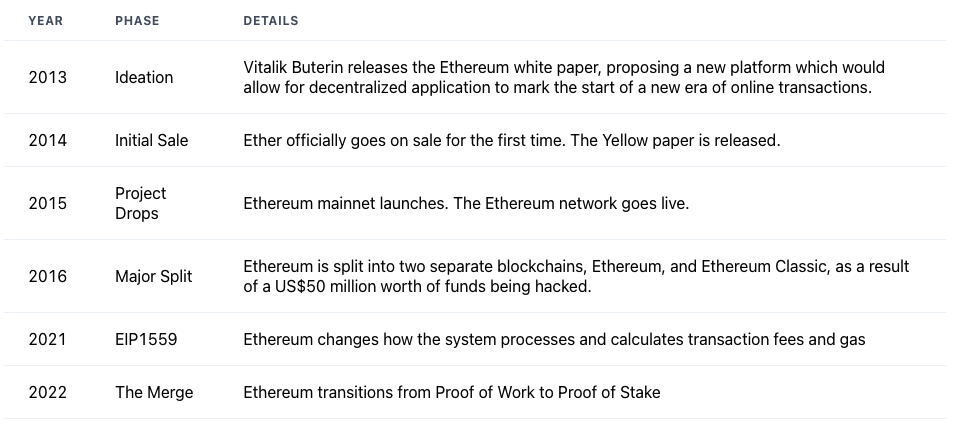 YEAR PHASE DETAILS
2013 Ideation Vitalik Buterin releases the Ethereum white paper, proposing a new platform which would
allow for decentralized application to mark the start of a new era of online transactions.
2014 Initial Sale Ether officially goes on sale for the first time. The Yellow paper is released.
2015 Project
Drops Ethereum mainnet launches. The Ethereum network goes live.
2016 Major Split Ethereum is split into two separate blockchains, Ethereum, and Ethereum Classic, as a result
of a US$50 million worth of funds being hacked.
2021 EIP1559 Ethereum changes how the system processes and calculates transaction fees and gas
2022 The Merge Ethereum transitions from Proof of Work to Proof of Stake